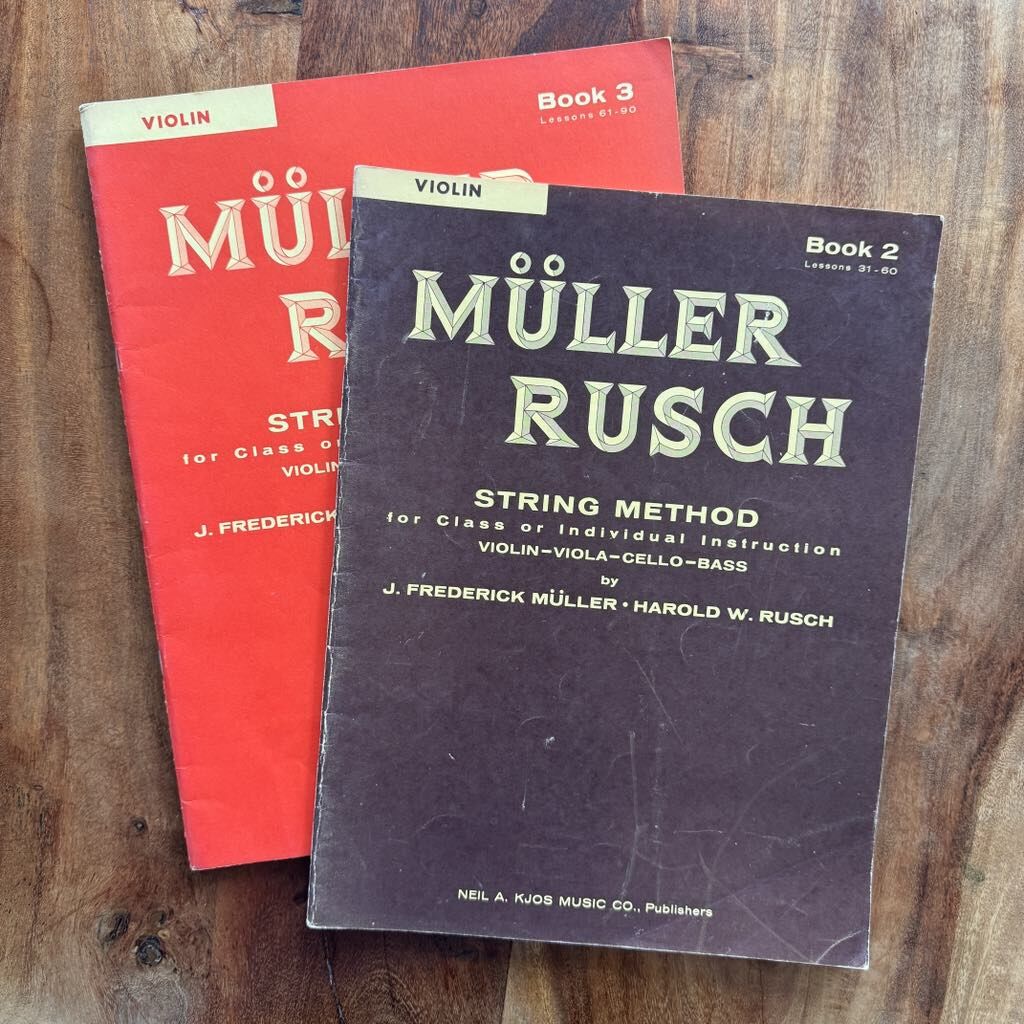 VIOLIN
Book 3
Lessons 61-90
MÜL
R
STRI
for Class or
VIOLIN
J. FREDERICK
VIOLIN
Book 2
Lessons 31-60
MÜLLER
RUSCH
STRING METHOD
for Class or Individual Instruction
VIOLIN–VIOLA–CELLO–BASS
by
J. FREDERICK MÜLLER • HAROLD W. RUSCH
NEIL A. KJOS MUSIC CO., Publishers